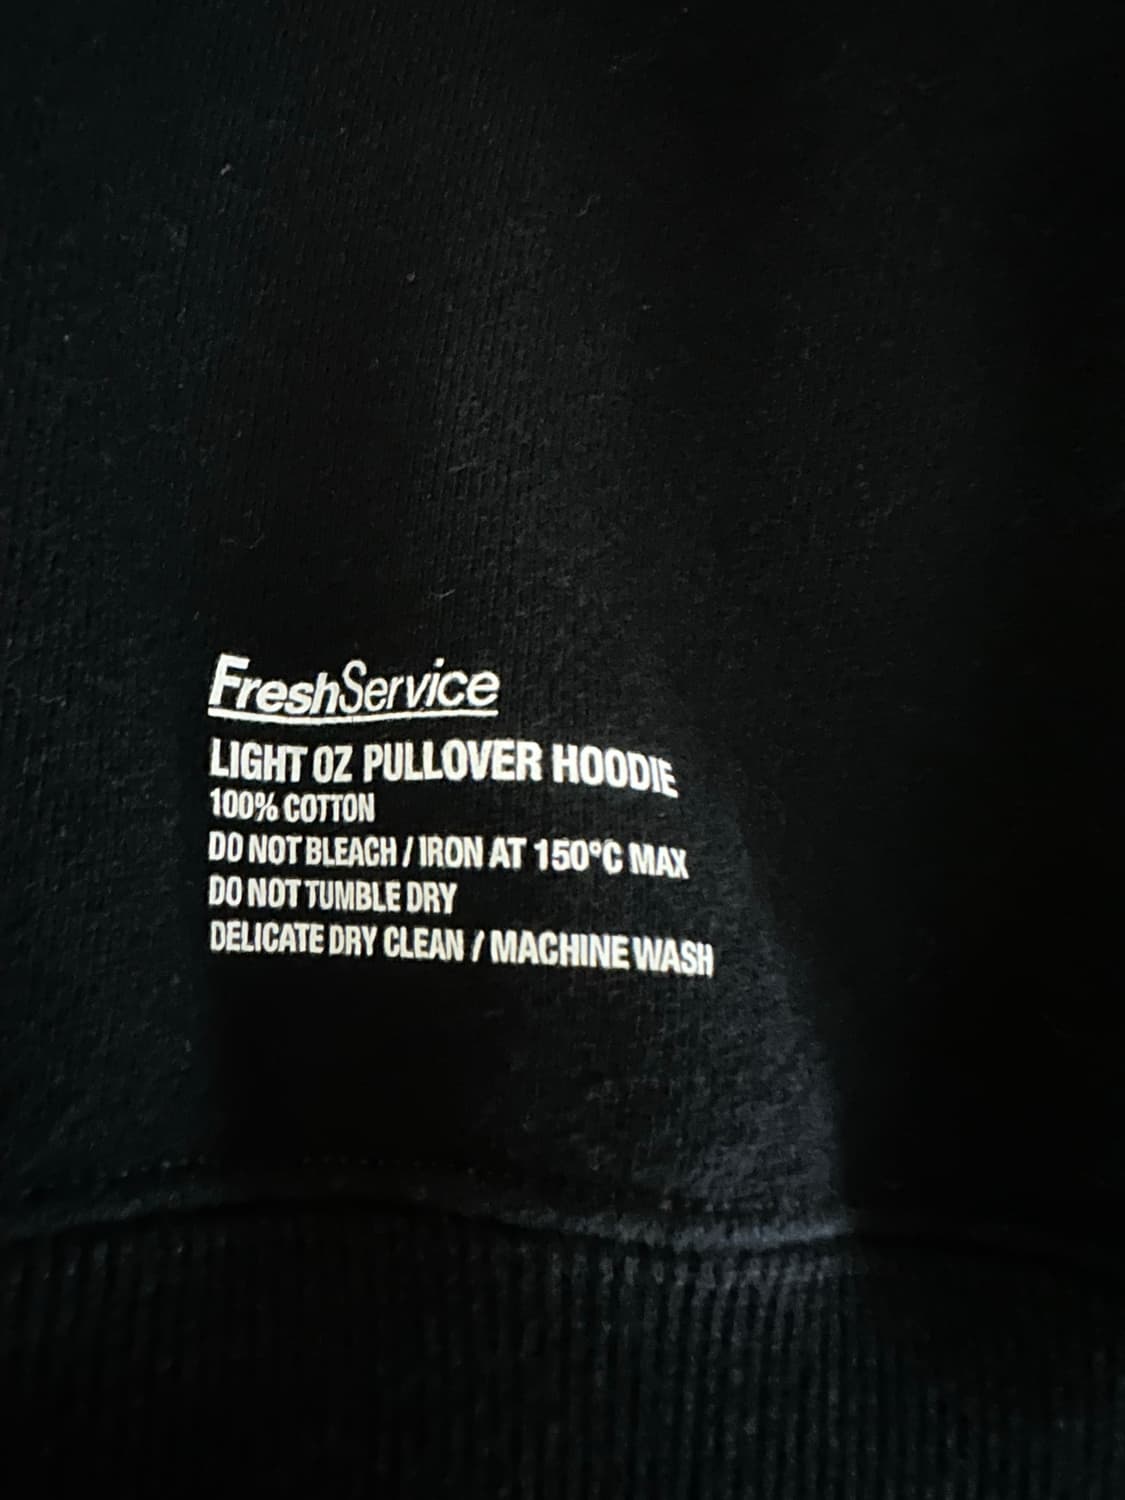 FreshService
LIGHT OZ PULLOVER HOODIE
100% COTTON
DO NOT BLEACH / IRON AT 150°C MAX
DO NOT TUMBLE DRY
DELICATE DRY CLEAN / MACHINE WASH